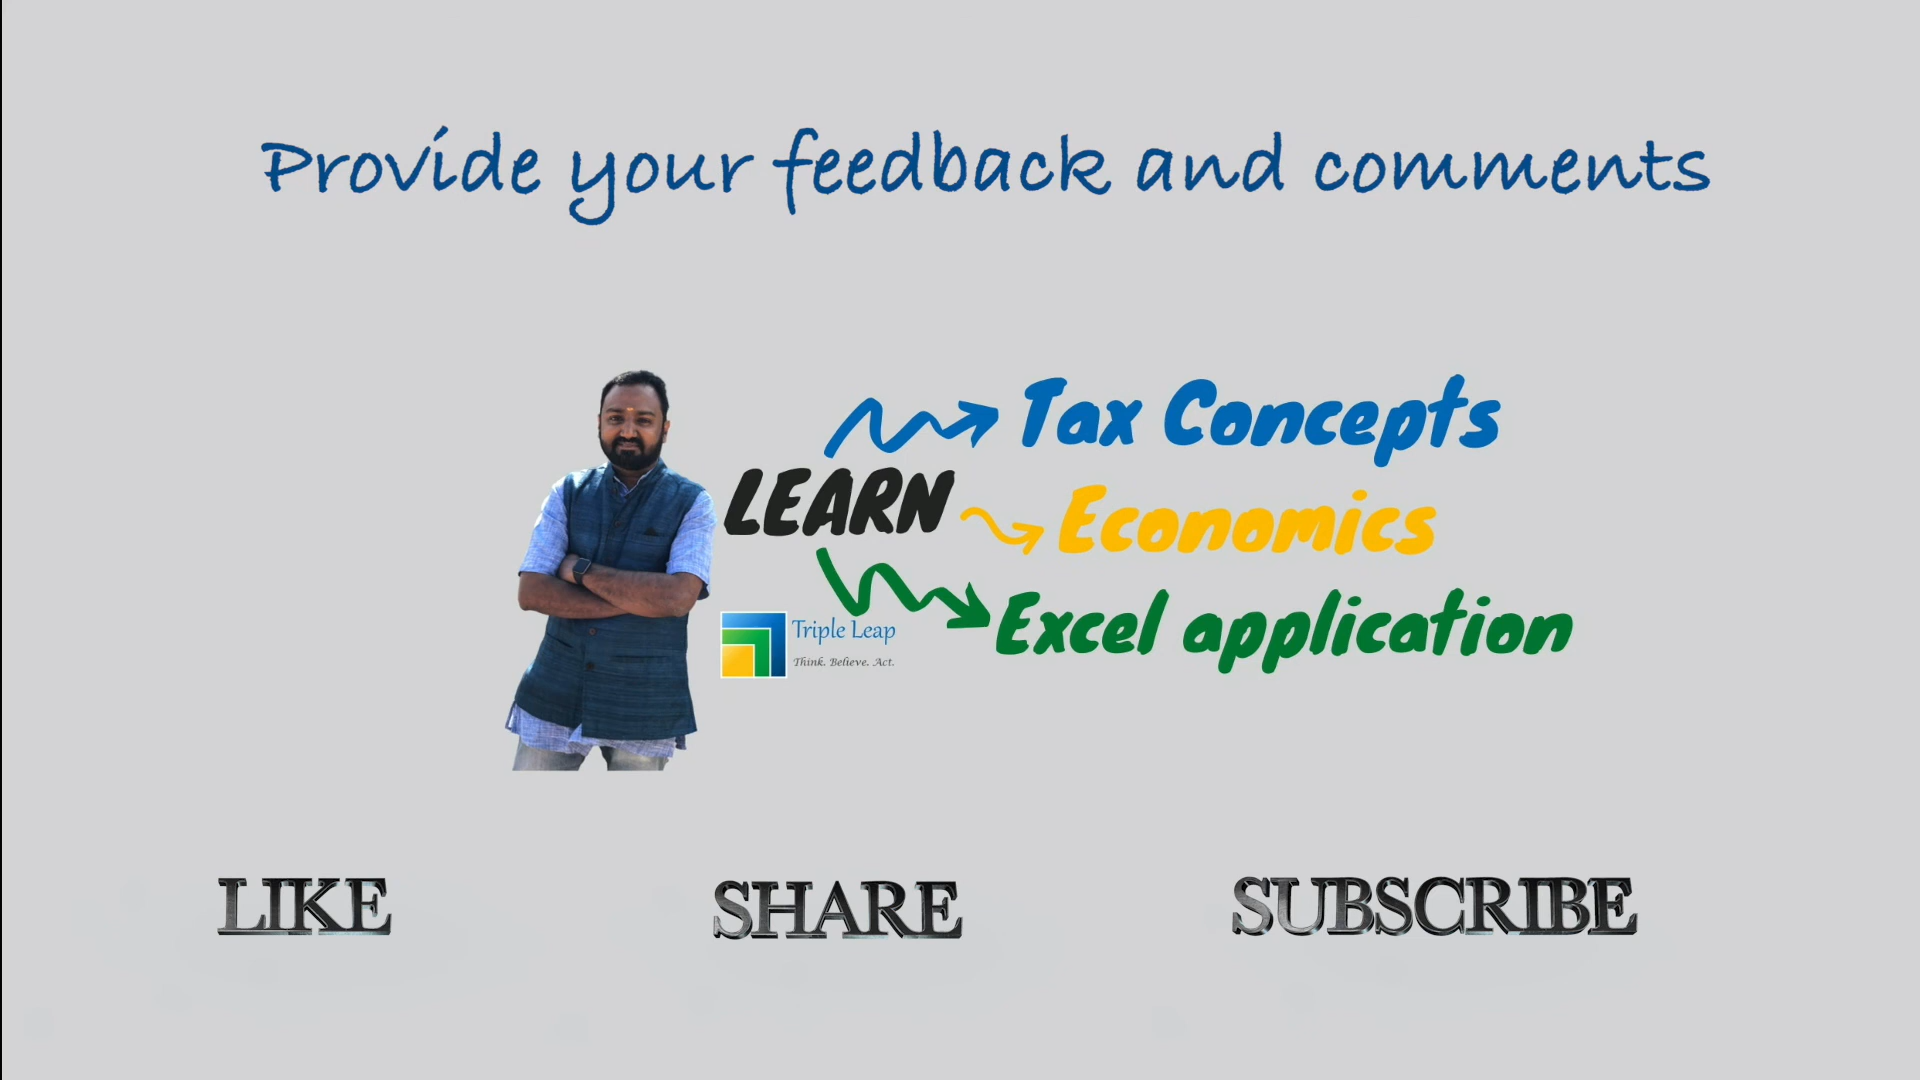 Provide your feedback and comments
Tax Concepts
LEARN
Economics
Excel application
Triple Leap
Think. Believe. Act.
LIKE SHARE SUBSCRIBE